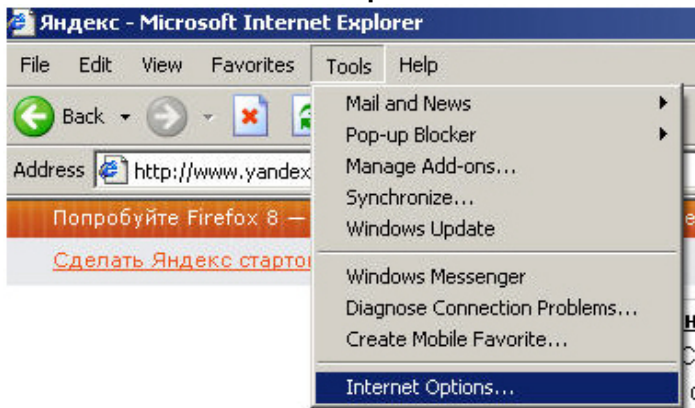 Яндекс - Microsoft Internet Explorer
File Edit View Favorites Tools Help
Back
Address http://www.yandex
Mail and News
Pop-up Blocker
Manage Add-ons...
Synchronize...
Windows Update
Windows Messenger
Diagnose Connection Problems...
Create Mobile Favorite...
Internet Options...
Попробуйте Firefox 8 —
Сделать Яндекс старто